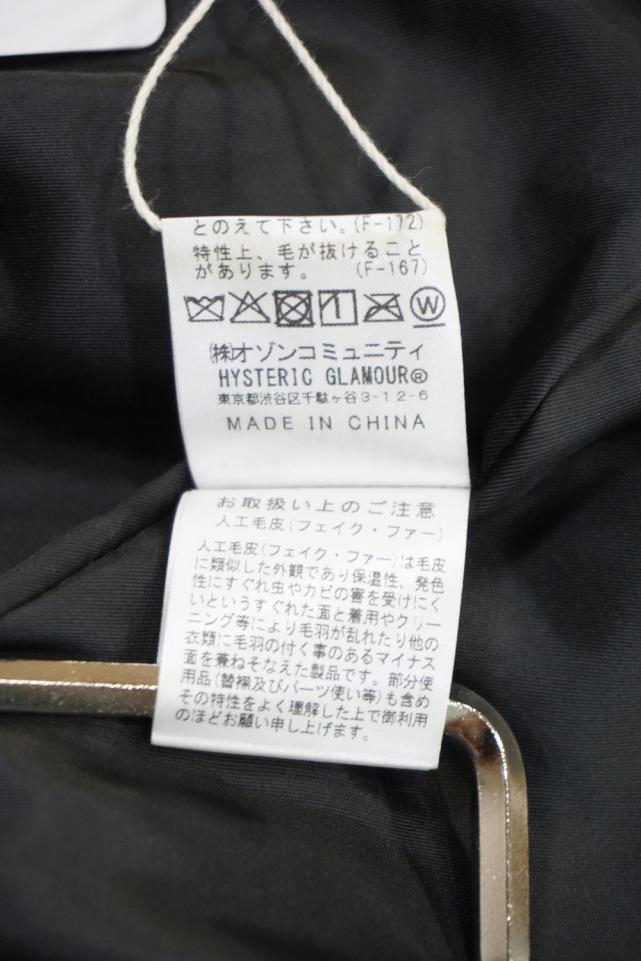 とのえて下さい。(F-172)
特性上、毛が抜けること
があります。 (F-167)
W
㈱オゾンコミュニティ
HYSTERIC GLAMOUR®
東京都渋谷区千駄ヶ谷3-12-6
MADE IN CHINA
お取扱い上のご注意
人工毛皮(フェイク・ファー)
人工毛皮(フェイク・ファー)は毛皮
に類似した外観であり保温性、発色
性にすぐれ虫やカビの害を受けにく
いというすぐれた面と着用やクリー
ニング等により毛羽が乱れたり他の
衣類に毛羽の付く事のあるマイナス
面を兼ねそなえた製品です。部分使
用品(替襟及びパーツ使い等)も含め
その特性をよく理解した上で御利用
のほどお願い申し上げます。